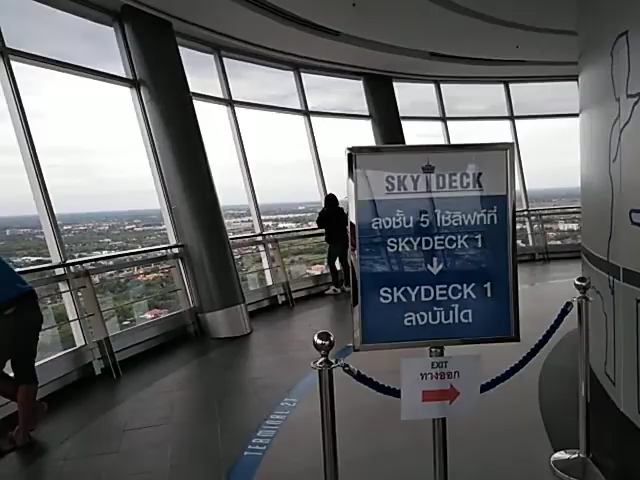 SKYDECK
ลงชั้น 5 ใช้ลิฟท์ที่
SKYDECK 1
SKYDECK 1
ลงบันได
EXIT
ทางออก
TERMINAL 21